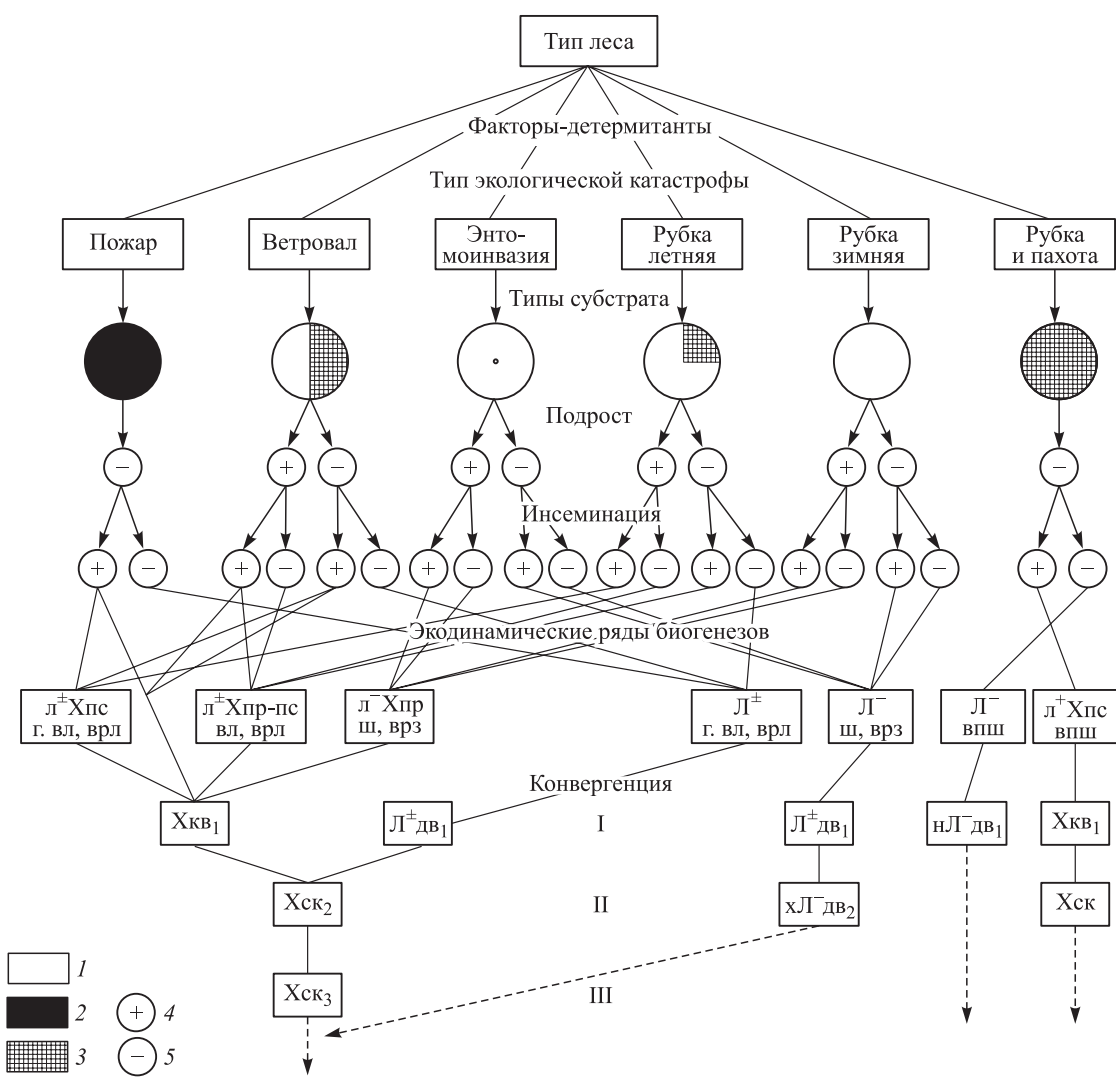 Тип леса
Факторы-детермитанты
Тип экологической катастрофы
Пожар
Ветровал
Энто-
моинвазия
Рубка
летняя
Рубка
зимняя
Рубка
и пахота
Типы субстрата
Подрост
− + − + − + − + − −
Инсеминация
+ − + − + − + − + − + − + − + − + − + −
Экодинамические ряды биогенезов
л±Хпс
г. вл, врл
л±Хпр-пс
вл, врл
л−Хпр
ш, врз
Л±
г. вл, врл
Л−
ш, врз
Л−
впш
л+Хпс
впш
Конвергенция
Хкв₁
Л±дв₁
I
Л±дв₁
нЛ−дв₁
Хкв₁
Хск₂
II
хЛ−дв₂
Хск
Хск₃
III
1
2
+ 4
3
− 5